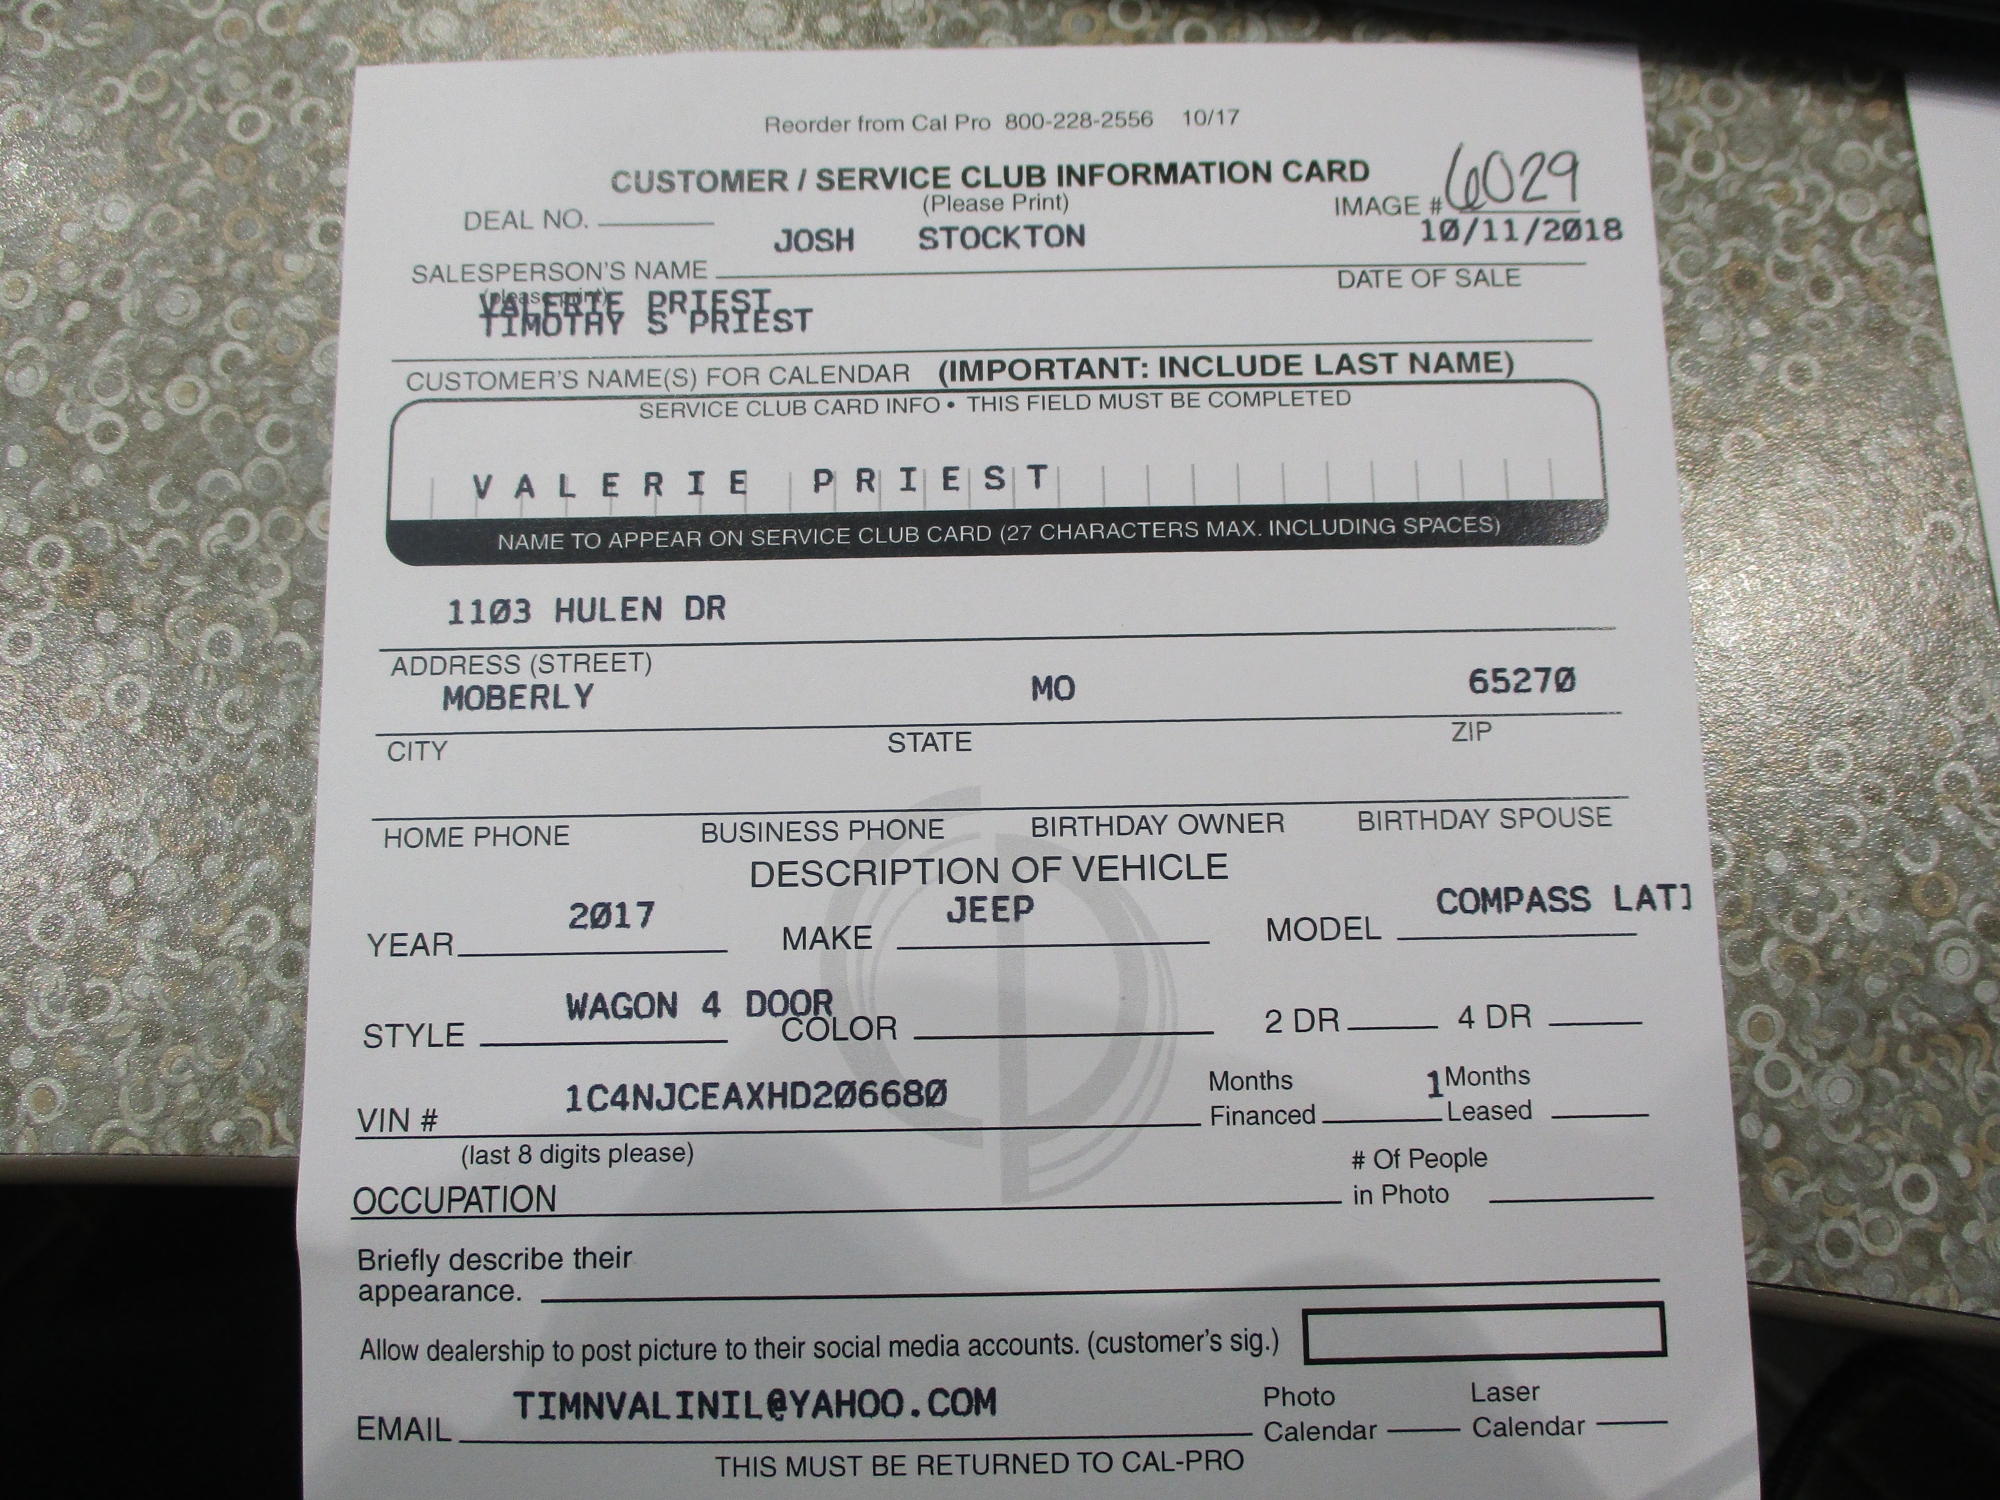 Reorder from Cal Pro 800-228-2556 10/17
CUSTOMER / SERVICE CLUB INFORMATION CARD
(Please Print)
DEAL NO.
IMAGE # 6029
JOSH STOCKTON
10/11/2018
SALESPERSON'S NAME
DATE OF SALE
(please print)
VALERIE PRIEST
TIMOTHY S PRIEST
CUSTOMER'S NAME(S) FOR CALENDAR (IMPORTANT: INCLUDE LAST NAME)
SERVICE CLUB CARD INFO • THIS FIELD MUST BE COMPLETED
VALERIE PRIEST
NAME TO APPEAR ON SERVICE CLUB CARD (27 CHARACTERS MAX. INCLUDING SPACES)
1103 HULEN DR
ADDRESS (STREET)
MOBERLY MO 65270
CITY STATE ZIP
HOME PHONE BUSINESS PHONE BIRTHDAY OWNER BIRTHDAY SPOUSE
DESCRIPTION OF VEHICLE
YEAR 2017 MAKE JEEP MODEL COMPASS LATI
STYLE WAGON 4 DOOR COLOR 2 DR 4 DR
VIN # 1C4NJCEAXHD206680 Months Financed 1 Months Leased
(last 8 digits please)
# Of People
in Photo
OCCUPATION
Briefly describe their
appearance.
Allow dealership to post picture to their social media accounts. (customer's sig.)
EMAIL TIMNVALINIL@YAHOO.COM Photo Calendar Laser Calendar
THIS MUST BE RETURNED TO CAL-PRO